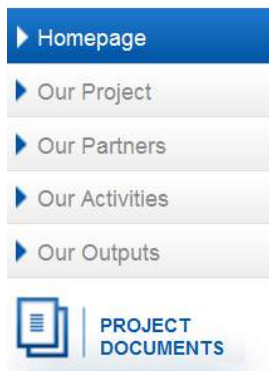 Homepage
Our Project
Our Partners
Our Activities
Our Outputs
PROJECT
DOCUMENTS